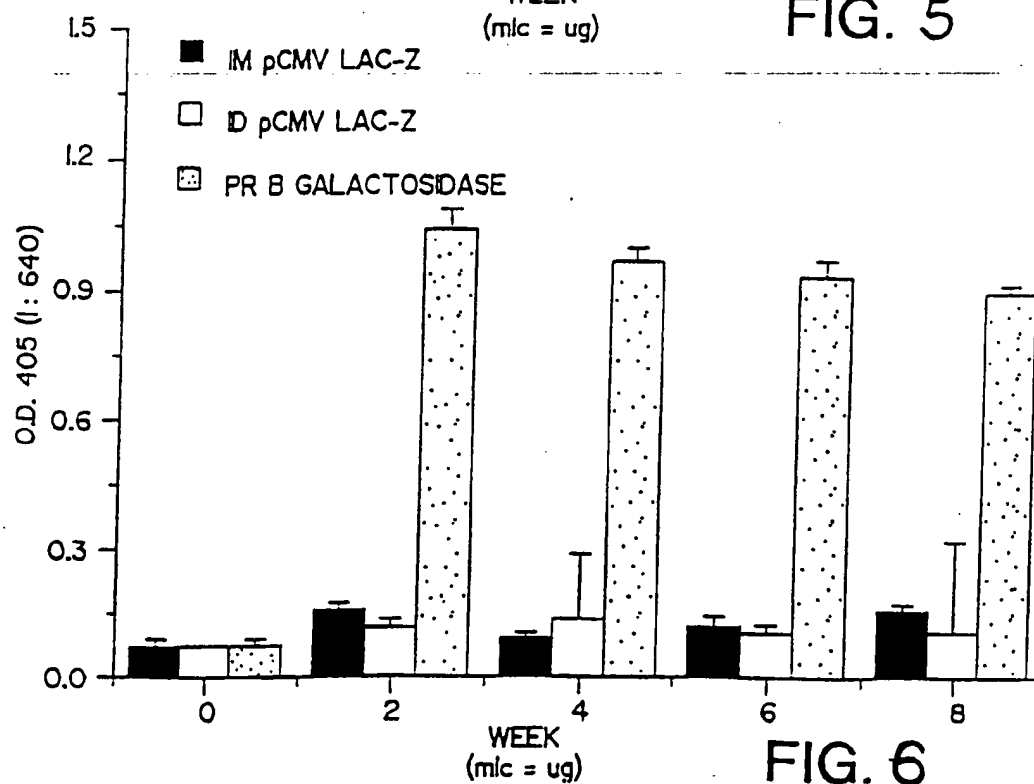 (mlc = ug)
FIG. 5
1.5
1.2
0.9
0.6
0.3
0.0
O.D. 405 (1: 640)
IM pCMV LAC-Z
ID pCMV LAC-Z
PR B GALACTOSIDASE
0 2 4 6 8
WEEK
(mlc = ug)
FIG. 6